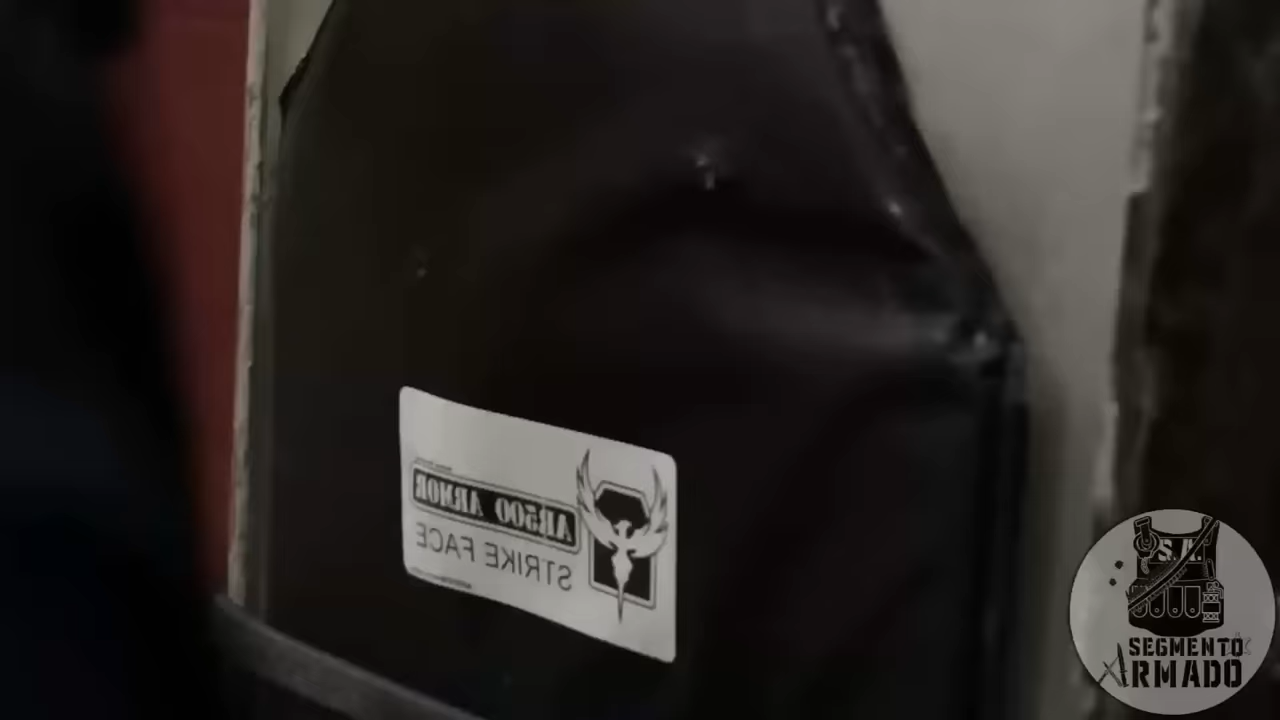 AR500 ARMOR
STRIKE FACE
S.A.
SEGMENTO
ARMADO